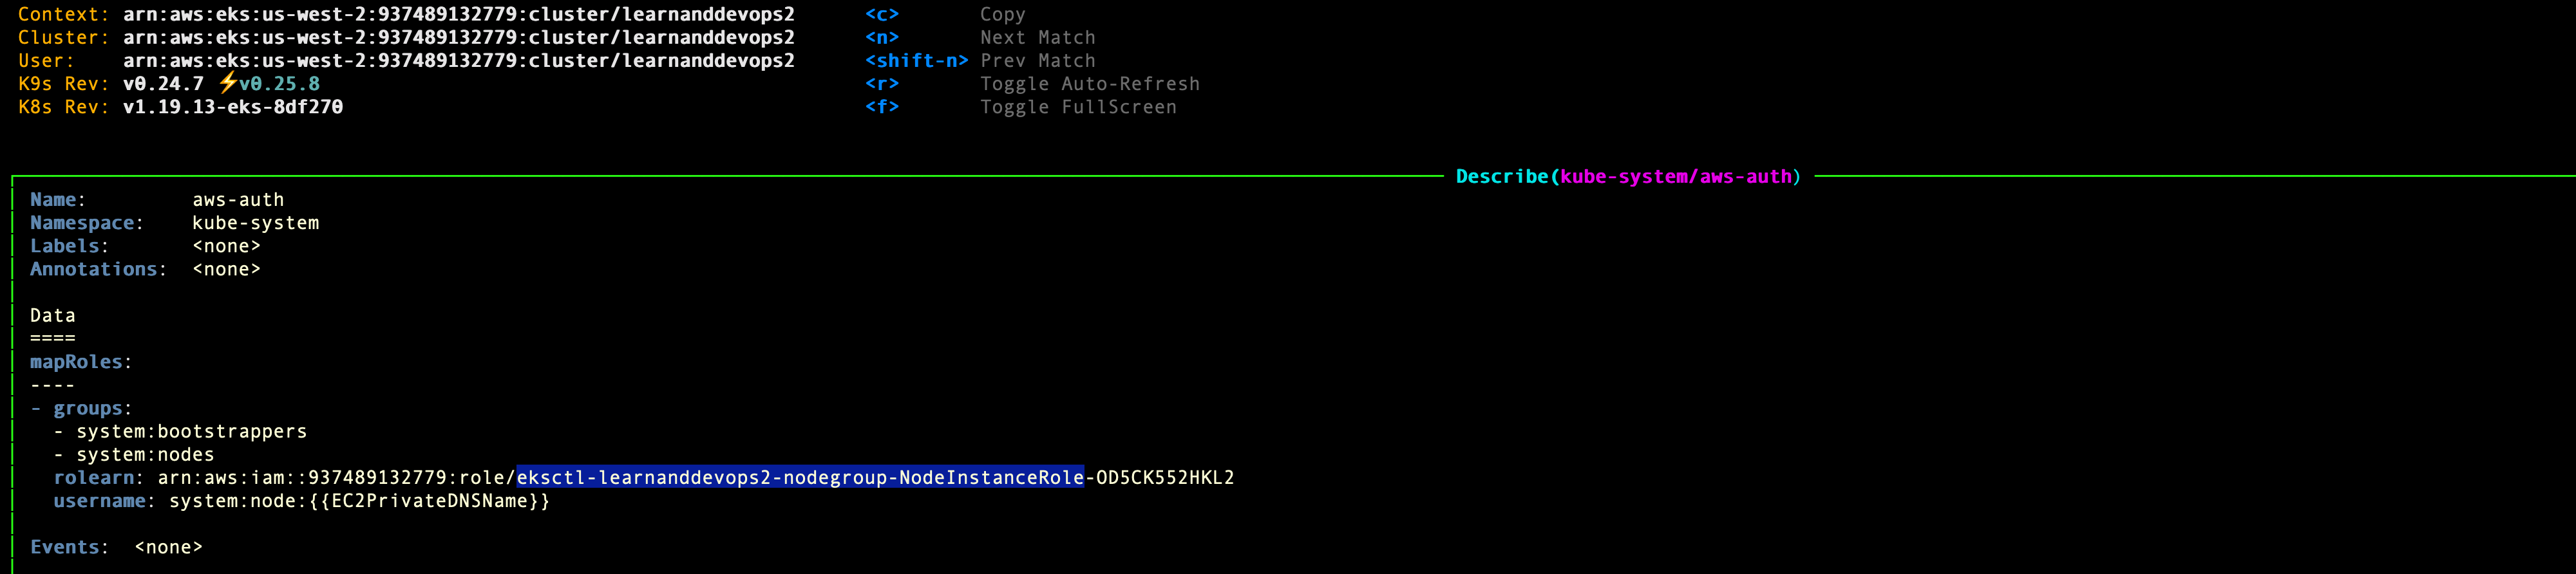 Context: arn:aws:eks:us-west-2:937489132779:cluster/learnanddevops2 <c> Copy
Cluster: arn:aws:eks:us-west-2:937489132779:cluster/learnanddevops2 <n> Next Match
User: arn:aws:eks:us-west-2:937489132779:cluster/learnanddevops2 <shift-n> Prev Match
K9s Rev: v0.24.7 ⚡v0.25.8 <r> Toggle Auto-Refresh
K8s Rev: v1.19.13-eks-8df270 <f> Toggle FullScreen
Describe(kube-system/aws-auth)
Name: aws-auth
Namespace: kube-system
Labels: <none>
Annotations: <none>
Data
====
mapRoles:
----
- groups:
- system:bootstrappers
- system:nodes
rolearn: arn:aws:iam::937489132779:role/eksctl-learnanddevops2-nodegroup-NodeInstanceRole-OD5CK552HKL2
username: system:node:{{EC2PrivateDNSName}}
Events: <none>